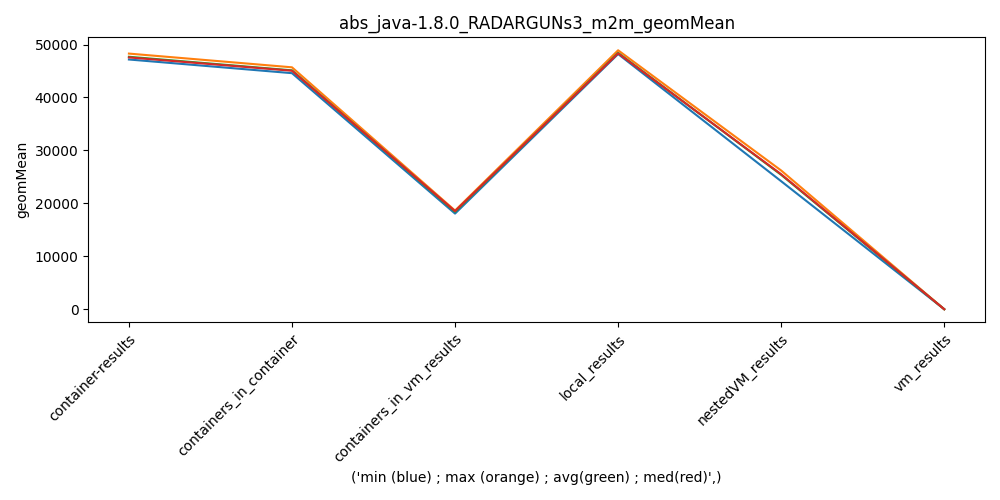 abs_java-1.8.0_RADARGUNs3_m2m_geomMean
geomMean
50000
40000
30000
20000
10000
0
container-results
containers_in_container
containers_in_vm_results
local_results
nestedVM_results
vm_results
('min (blue) ; max (orange) ; avg(green) ; med(red)',)